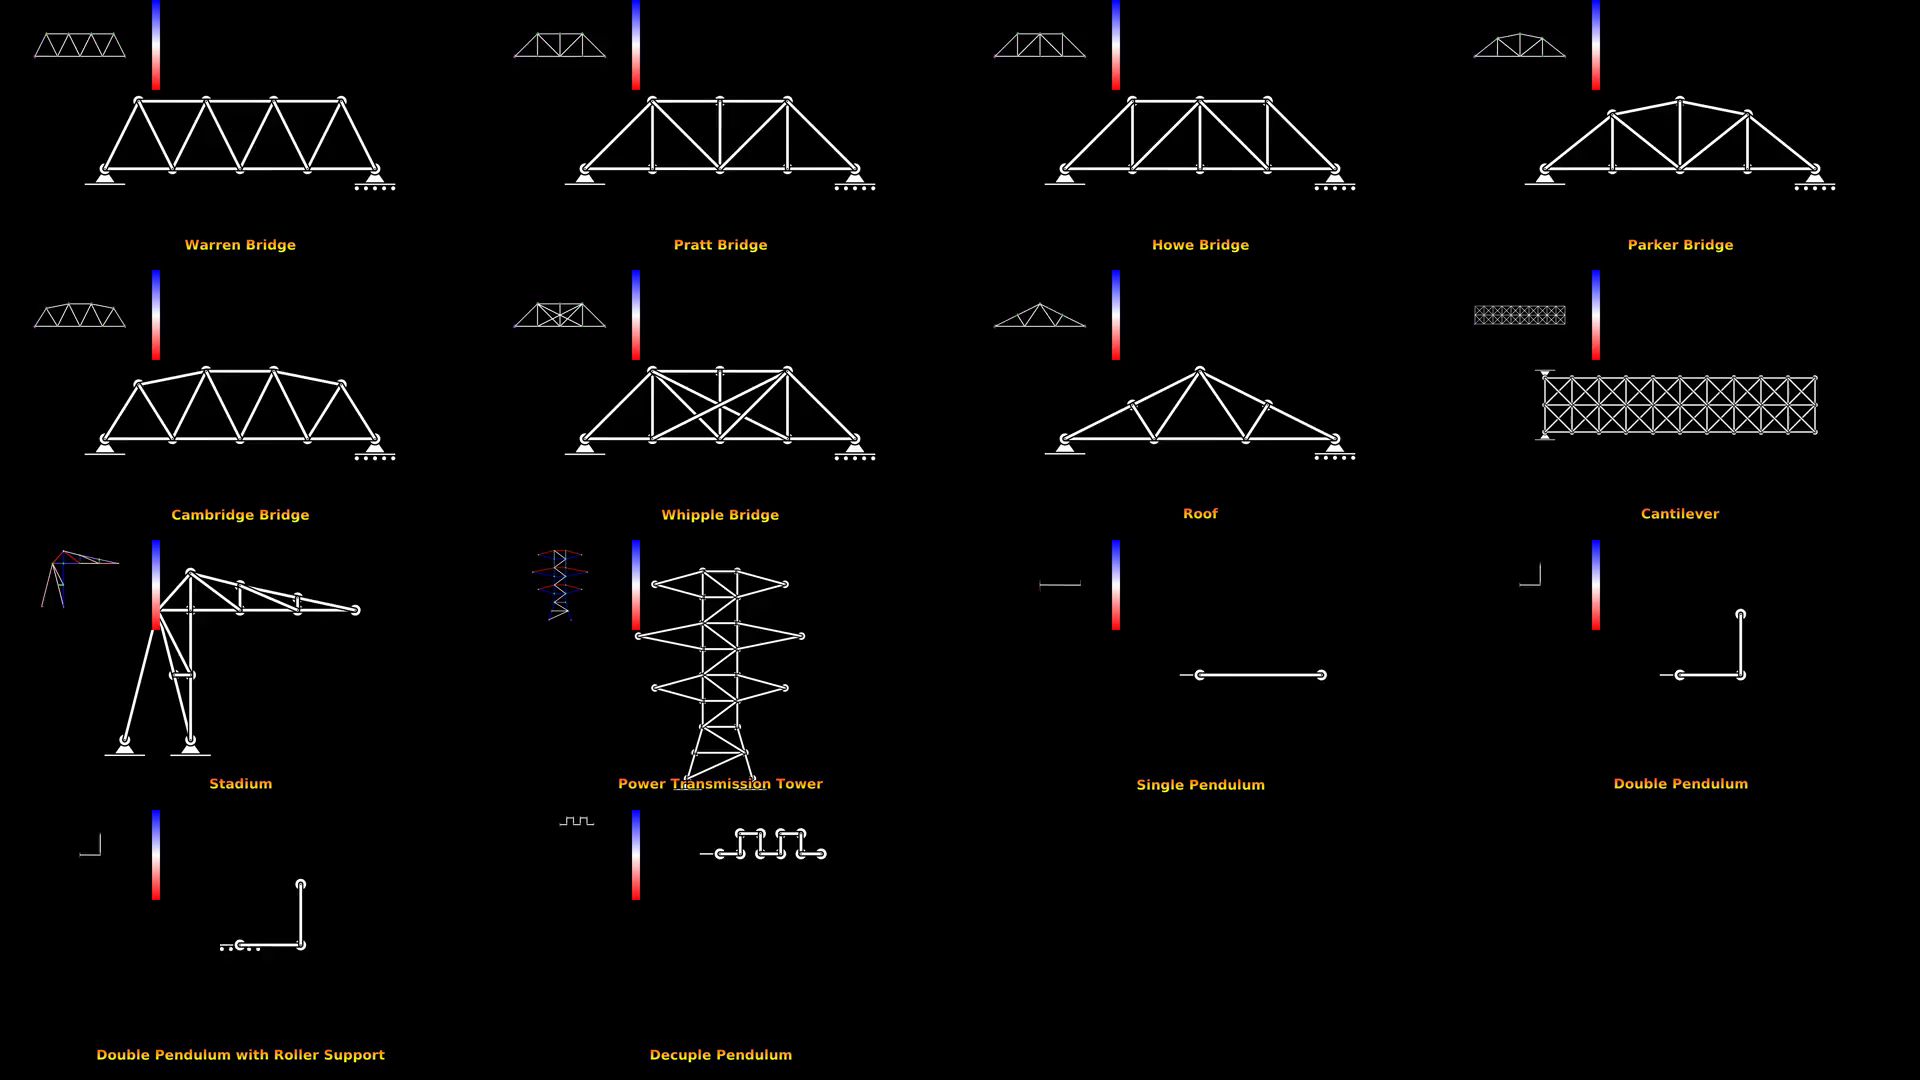 Warren Bridge
Pratt Bridge
Howe Bridge
Parker Bridge
Cambridge Bridge
Whipple Bridge
Roof
Cantilever
Stadium
Power Transmission Tower
Single Pendulum
Double Pendulum
Double Pendulum with Roller Support
Decuple Pendulum